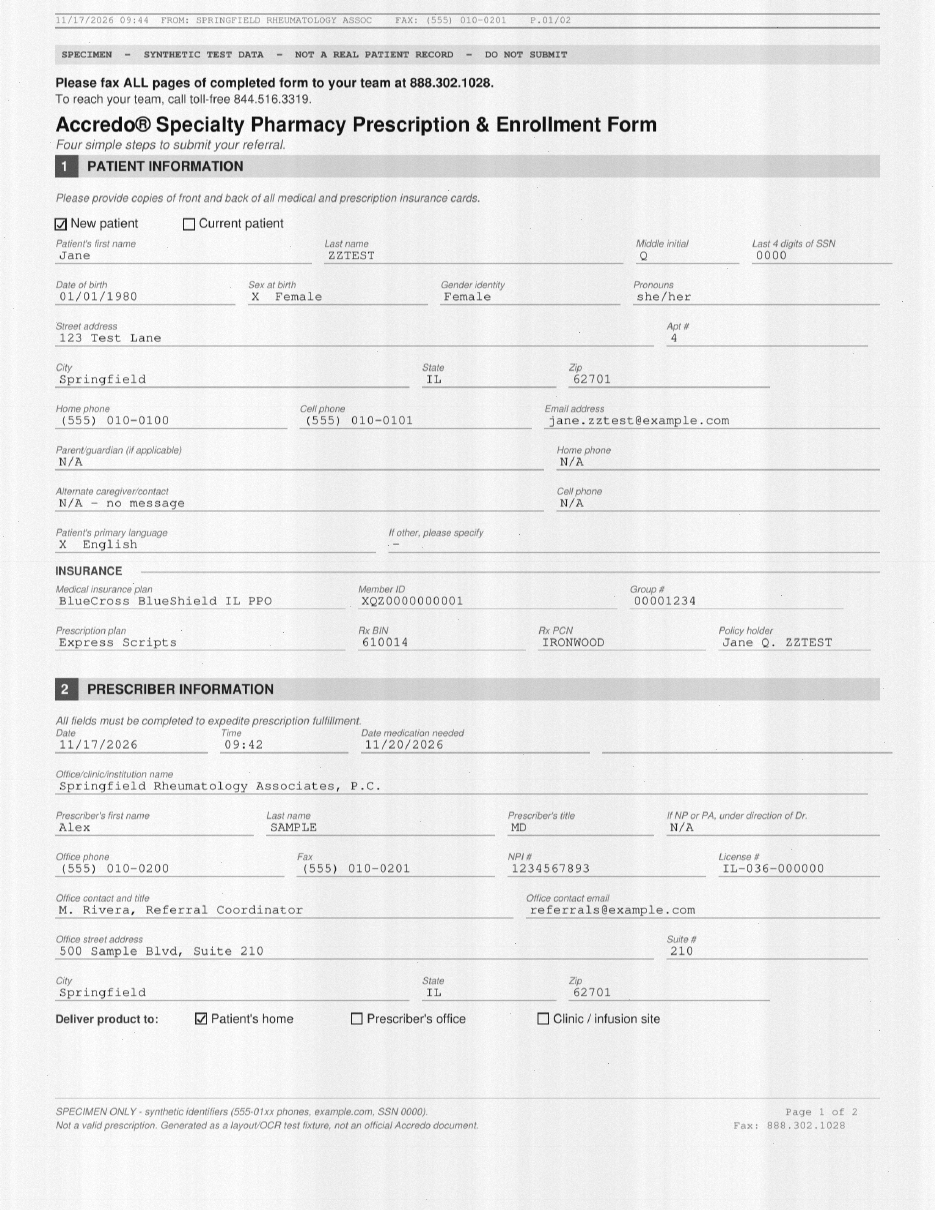 11/17/2026 09:44 FROM: SPRINGFIELD RHEUMATOLOGY ASSOC FAX: (555) 010-0201 P.01/02
SPECIMEN – SYNTHETIC TEST DATA – NOT A REAL PATIENT RECORD – DO NOT SUBMIT
Please fax ALL pages of completed form to your team at 888.302.1028.
To reach your team, call toll-free 844.516.3319.
Accredo® Specialty Pharmacy Prescription & Enrollment Form
Four simple steps to submit your referral.
1 PATIENT INFORMATION
Please provide copies of front and back of all medical and prescription insurance cards.
☑ New patient ☐ Current patient
Patient's first name Last name Middle initial Last 4 digits of SSN
Jane ZZTEST Q 0000
Date of birth Sex at birth Gender identity Pronouns
01/01/1980 X Female Female she/her
Street address Apt #
123 Test Lane 4
City State Zip
Springfield IL 62701
Home phone Cell phone Email address
(555) 010-0100 (555) 010-0101 jane.zztest@example.com
Parent/guardian (if applicable) Home phone
N/A N/A
Alternate caregiver/contact Cell phone
N/A – no message N/A
Patient's primary language If other, please specify
X English –
INSURANCE
Medical insurance plan Member ID Group #
BlueCross BlueShield IL PPO XQZ0000000001 00001234
Prescription plan Rx BIN Rx PCN Policy holder
Express Scripts 610014 IRONWOOD Jane Q. ZZTEST
2 PRESCRIBER INFORMATION
All fields must be completed to expedite prescription fulfillment.
Date Time Date medication needed
11/17/2026 09:42 11/20/2026
Office/clinic/institution name
Springfield Rheumatology Associates, P.C.
Prescriber's first name Last name Prescriber's title If NP or PA, under direction of Dr.
Alex SAMPLE MD N/A
Office phone Fax NPI # License #
(555) 010-0200 (555) 010-0201 1234567893 IL-036-000000
Office contact and title Office contact email
M. Rivera, Referral Coordinator referrals@example.com
Office street address Suite #
500 Sample Blvd, Suite 210 210
City State Zip
Springfield IL 62701
Deliver product to: ☑ Patient's home ☐ Prescriber's office ☐ Clinic / infusion site
SPECIMEN ONLY - synthetic identifiers (555-01xx phones, example.com, SSN 0000). Page 1 of 2
Not a valid prescription. Generated as a layout/OCR test fixture, not an official Accredo document. Fax: 888.302.1028